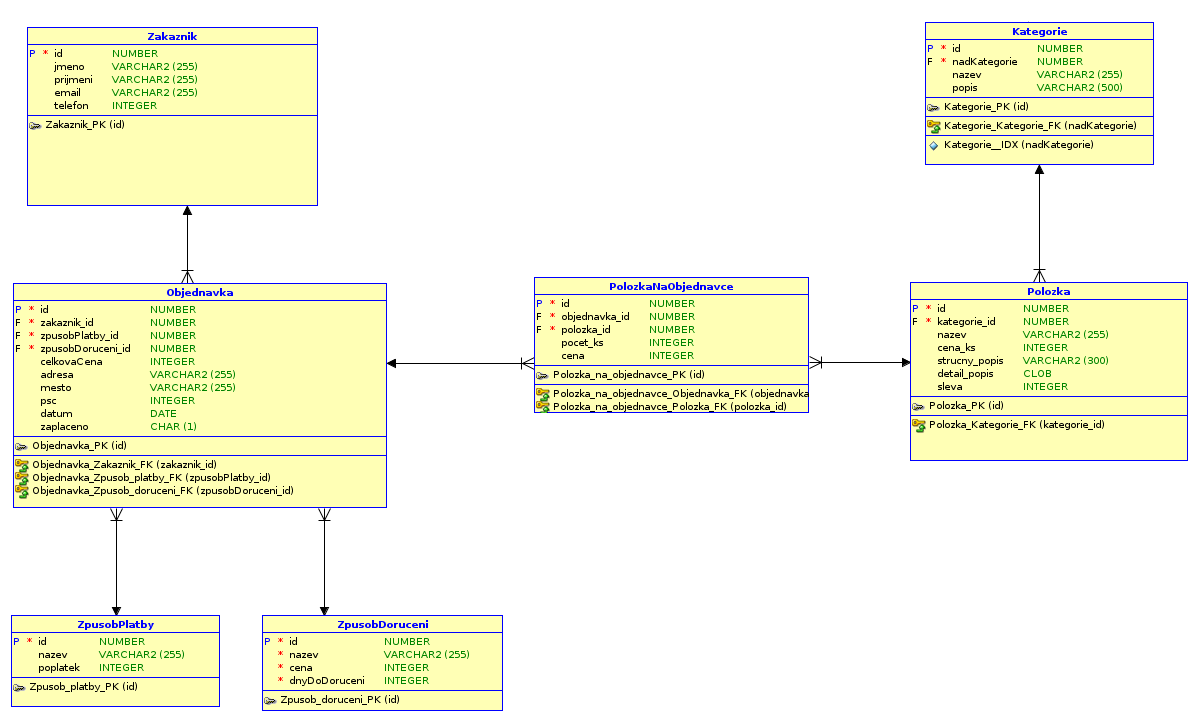 Zakaznik
P * id NUMBER
jmeno VARCHAR2 (255)
prijmeni VARCHAR2 (255)
email VARCHAR2 (255)
telefon INTEGER
Zakaznik_PK (id)
Kategorie
P * id NUMBER
F * nadKategorie NUMBER
nazev VARCHAR2 (255)
popis VARCHAR2 (500)
Kategorie_PK (id)
Kategorie_Kategorie_FK (nadKategorie)
Kategorie__IDX (nadKategorie)
Objednavka
P * id NUMBER
F * zakaznik_id NUMBER
F * zpusobPlatby_id NUMBER
F * zpusobDoruceni_id NUMBER
celkovaCena INTEGER
adresa VARCHAR2 (255)
mesto VARCHAR2 (255)
psc INTEGER
datum DATE
zaplaceno CHAR (1)
Objednavka_PK (id)
Objednavka_Zakaznik_FK (zakaznik_id)
Objednavka_Zpusob_platby_FK (zpusobPlatby_id)
Objednavka_Zpusob_doruceni_FK (zpusobDoruceni_id)
PolozkaNaObjednavce
P * id NUMBER
F * objednavka_id NUMBER
F * polozka_id NUMBER
pocet_ks INTEGER
cena INTEGER
Polozka_na_objednavce_PK (id)
Polozka_na_objednavce_Objednavka_FK (objednavka
Polozka_na_objednavce_Polozka_FK (polozka_id)
Polozka
P * id NUMBER
F * kategorie_id NUMBER
nazev VARCHAR2 (255)
cena_ks INTEGER
strucny_popis VARCHAR2 (300)
detail_popis CLOB
sleva INTEGER
Polozka_PK (id)
Polozka_Kategorie_FK (kategorie_id)
ZpusobPlatby
P * id NUMBER
nazev VARCHAR2 (255)
poplatek INTEGER
Zpusob_platby_PK (id)
ZpusobDoruceni
P * id NUMBER
* nazev VARCHAR2 (255)
* cena INTEGER
* dnyDoDoruceni INTEGER
Zpusob_doruceni_PK (id)